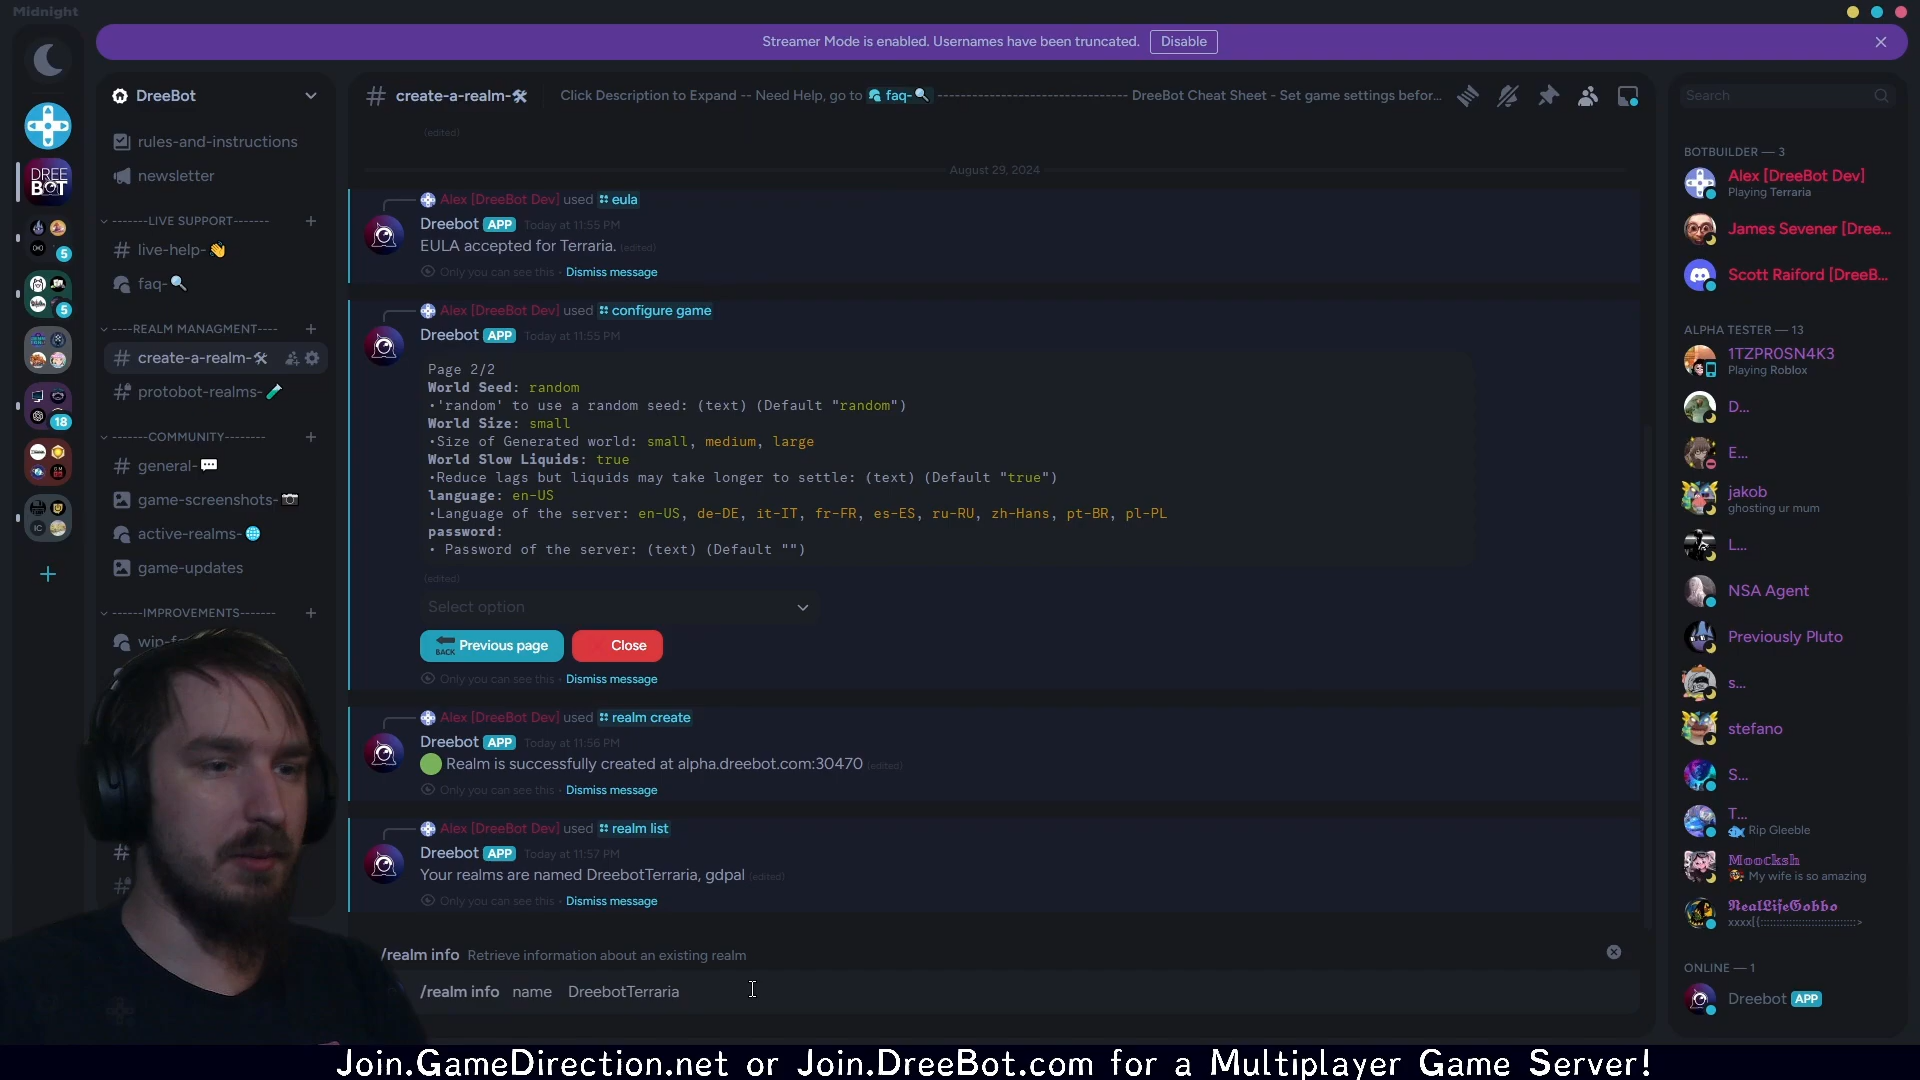 Midnight
Streamer Mode is enabled. Usernames have been truncated.
Disable
DREE
BOT
5
5
18
DreeBot
rules-and-instructions
newsletter
-------LIVE SUPPORT-------
live-help-👋
faq-🔍
----REALM MANAGMENT----
create-a-realm-🛠
protobot-realms-🧪
-------COMMUNITY-------
general-💬
game-screenshots-📷
active-realms-🌐
game-updates
------IMPROVEMENTS-------
# create-a-realm-🛠
Click Description to Expand -- Need Help, go to faq-🔍 ------------------------------ DreeBot Cheat Sheet - Set game settings befor...
(edited)
August 29, 2024
Alex [DreeBot Dev] used eula
Dreebot APP Today at 11:55 PM
EULA accepted for Terraria. (edited)
Only you can see this • Dismiss message
Alex [DreeBot Dev] used configure game
Dreebot APP Today at 11:55 PM
Page 2/2
World Seed: random
•'random' to use a random seed: (text) (Default "random")
World Size: small
•Size of Generated world: small, medium, large
World Slow Liquids: true
•Reduce lags but liquids may take longer to settle: (text) (Default "true")
language: en-US
•Language of the server: en-US, de-DE, it-IT, fr-FR, es-ES, ru-RU, zh-Hans, pt-BR, pl-PL
password:
• Password of the server: (text) (Default "")
(edited)
Select option
BACK Previous page
Close
Only you can see this • Dismiss message
Alex [DreeBot Dev] used realm create
Dreebot APP Today at 11:56 PM
Realm is successfully created at alpha.dreebot.com:30470 (edited)
Only you can see this • Dismiss message
Alex [DreeBot Dev] used realm list
Dreebot APP Today at 11:57 PM
Your realms are named DreebotTerraria, gdpal (edited)
Only you can see this • Dismiss message
/realm info Retrieve information about an existing realm
/realm info name DreebotTerraria
Search
BOTBUILDER — 3
Alex [DreeBot Dev]
Playing Terraria
James Sevener [Dree...
Scott Raiford [DreeB...
ALPHA TESTER — 13
1TZPR0SN4K3
Playing Roblox
D...
E...
jakob
ghosting ur mum
L...
NSA Agent
Previously Pluto
s...
stefano
S...
T...
Rip Gleeble
𝕄𝕠𝕠𝕔𝕜𝕤𝕙
My wife is so amazing
𝕽𝖊𝖆𝖑𝕷𝖎𝖋𝖊𝕲𝖔𝖇𝖇𝖔
ONLINE — 1
Dreebot APP
Join.GameDirection.net or Join.DreeBot.com for a Multiplayer Game Server!